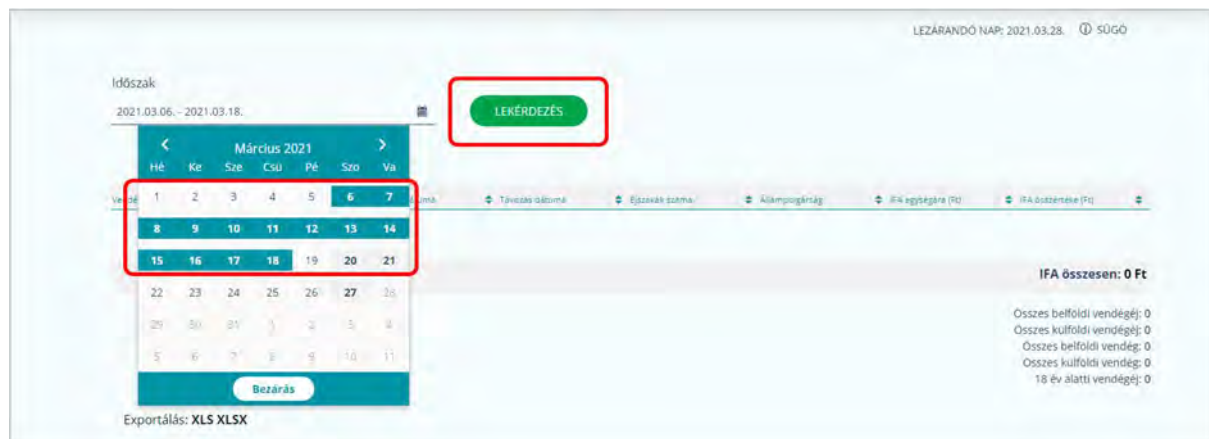 LEZÁRANDÓ NAP: 2021.03.28. SÚGÓ
Időszak
2021.03.06. - 2021.03.18.
LEKÉRDEZÉS
Március 2021
Hé Ke Sze Csü Pé Szo Va
1 2 3 4 5 6 7
Távozás dátuma Éjszakák száma Állampolgárság IFA egységára (Ft) IFA összértéke (Ft)
8 9 10 11 12 13 14
15 16 17 18 19 20 21
IFA összesen: 0 Ft
22 23 24 25 26 27 28
29 30 31 1 2 3 4
5 6 7 8 9 10 11
Összes belföldi vendégéj: 0
Összes külföldi vendégéj: 0
Összes belföldi vendég: 0
Összes külföldi vendég: 0
18 év alatti vendégéj: 0
Bezárás
Exportálás: XLS XLSX